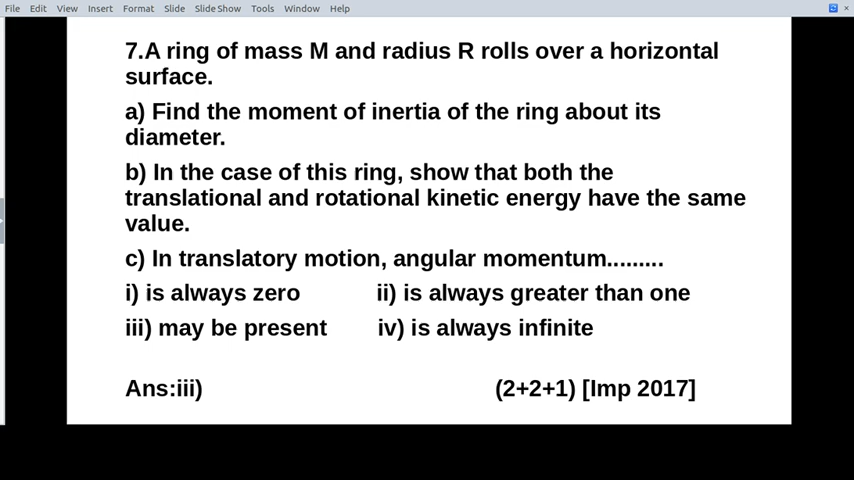 File Edit View Insert Format Slide Slide Show Tools Window Help
7.A ring of mass M and radius R rolls over a horizontal
surface.
a) Find the moment of inertia of the ring about its
diameter.
b) In the case of this ring, show that both the
translational and rotational kinetic energy have the same
value.
c) In translatory motion, angular momentum.........
i) is always zero ii) is always greater than one
iii) may be present iv) is always infinite
Ans:iii) (2+2+1) [Imp 2017]